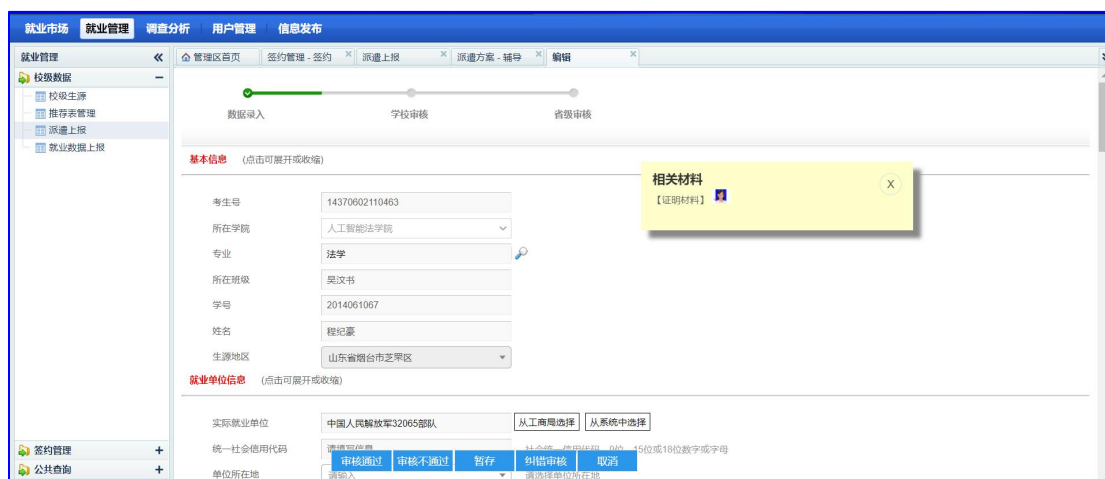 就业市场 就业管理 调查分析 用户管理 信息发布
就业管理 «
管理区首页 签约管理 - 签约 × 派遣上报 × 派遣方案 - 辅导 × 编辑 ×
校级数据 −
校级生源
推荐表管理
派遣上报
就业数据上报
签约管理 +
公共查询 +
数据录入 学校审核 省级审核
基本信息 (点击可展开或收缩)
相关材料 X
【证明材料】
考生号 14370602110463
所在学院 人工智能法学院
专业 法学
所在班级 吴汶书
学号 2014061067
姓名 程纪豪
生源地区 山东省烟台市芝罘区
就业单位信息 (点击可展开或收缩)
实际就业单位 中国人民解放军32065部队 从工商局选择 从系统中选择
统一社会信用代码 请填写信息 15位或18位数字或字母
审核通过 审核不通过 暂存 纠错审核 取消
单位所在地 请输入 请选择单位所在地